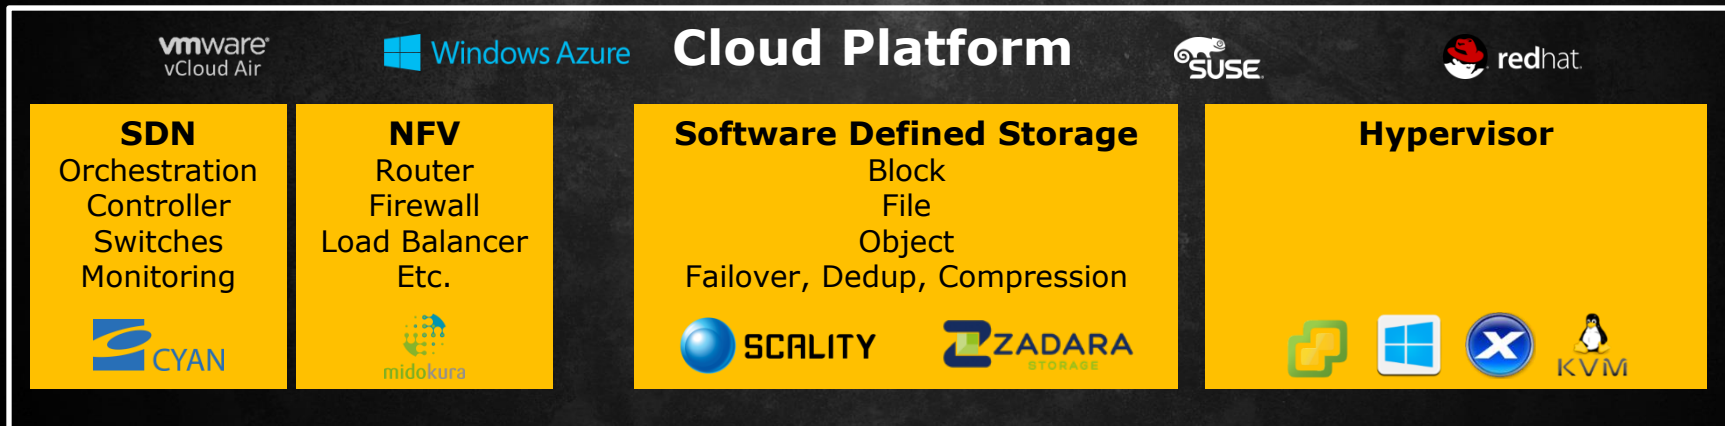 vmware
vCloud Air
Windows Azure
Cloud Platform
SUSE
redhat.
SDN
Orchestration
Controller
Switches
Monitoring
CYAN
NFV
Router
Firewall
Load Balancer
Etc.
midokura
Software Defined Storage
Block
File
Object
Failover, Dedup, Compression
SCALITY
ZADARA
STORAGE
Hypervisor
X
KVM